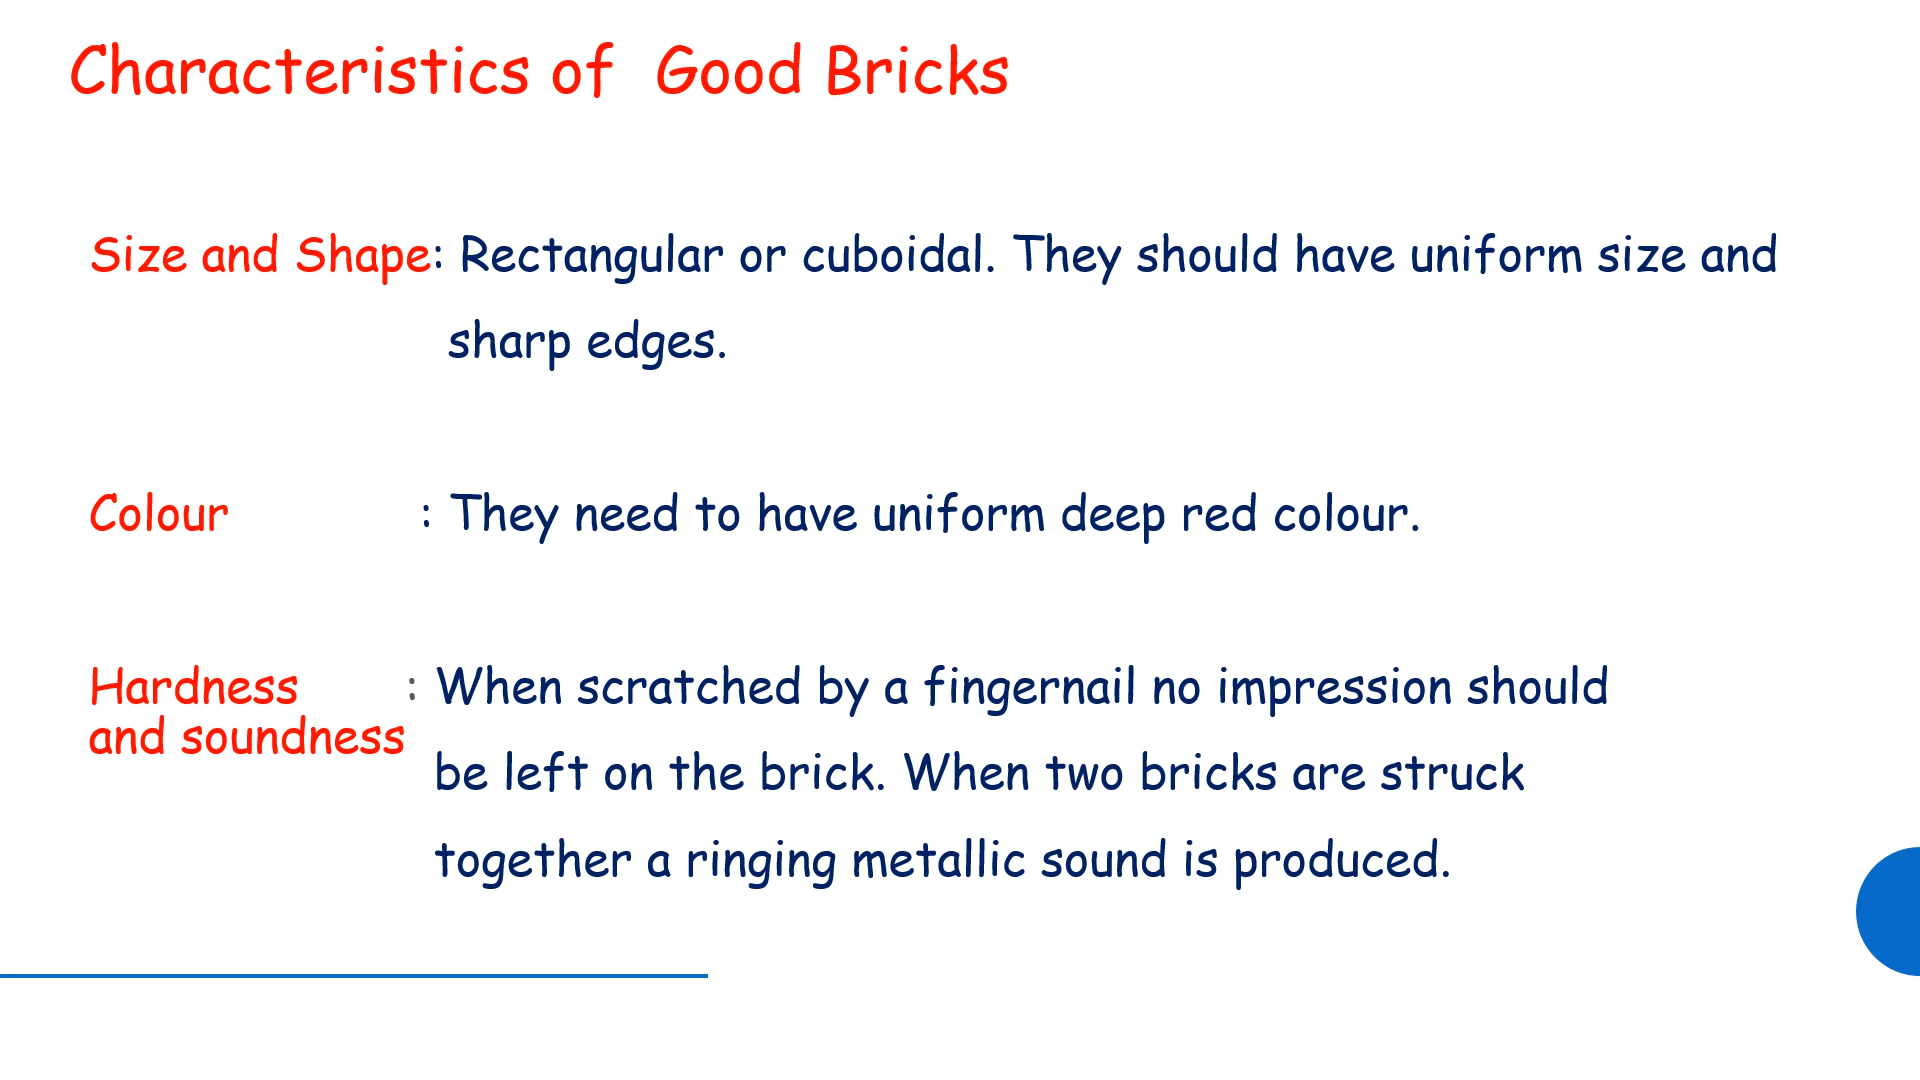 Characteristics of Good Bricks
Size and Shape: Rectangular or cuboidal. They should have uniform size and
sharp edges.
Colour : They need to have uniform deep red colour.
Hardness : When scratched by a fingernail no impression should
and soundness
be left on the brick. When two bricks are struck
together a ringing metallic sound is produced.